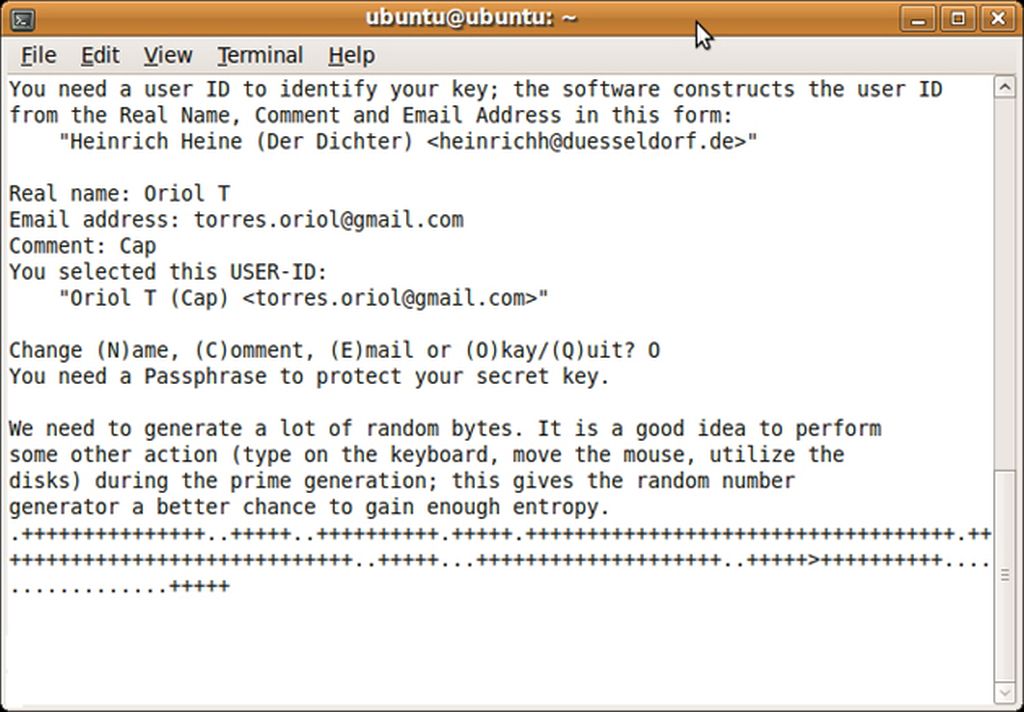 ubuntu@ubuntu: ~
File Edit View Terminal Help
You need a user ID to identify your key; the software constructs the user ID
from the Real Name, Comment and Email Address in this form:
    "Heinrich Heine (Der Dichter) <heinrichh@duesseldorf.de>"

Real name: Oriol T
Email address: torres.oriol@gmail.com
Comment: Cap
You selected this USER-ID:
    "Oriol T (Cap) <torres.oriol@gmail.com>"

Change (N)ame, (C)omment, (E)mail or (O)kay/(Q)uit? O
You need a Passphrase to protect your secret key.

We need to generate a lot of random bytes. It is a good idea to perform
some other action (type on the keyboard, move the mouse, utilize the
disks) during the prime generation; this gives the random number
generator a better chance to gain enough entropy.
.+++++++++++++++..+++++..++++++++++.+++++.+++++++++++++++++++++++++++++++++++.++
++++++++++++++++++++++++++++..+++++...++++++++++++++++++++..+++++>++++++++++....
.............+++++